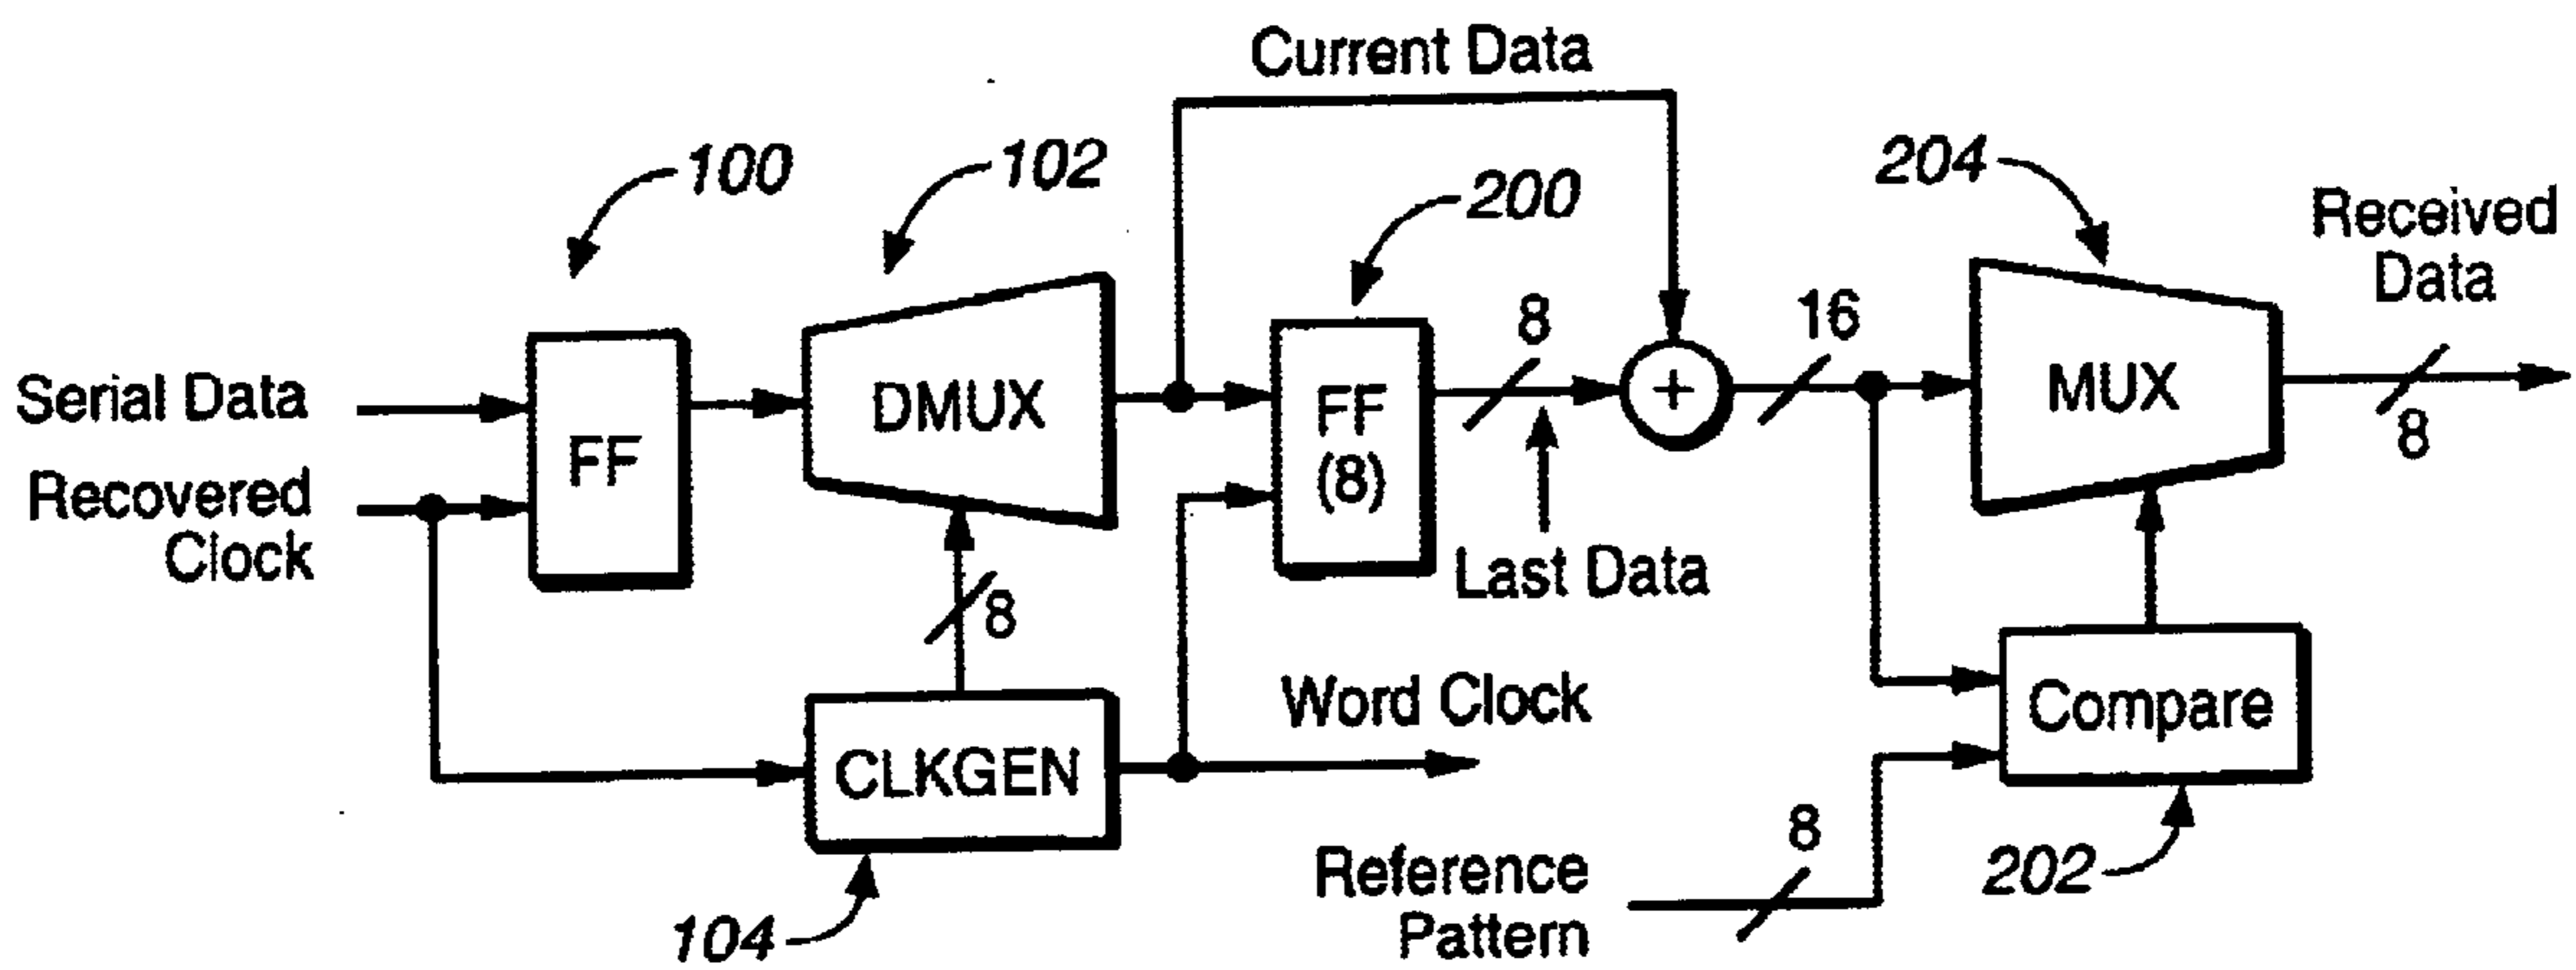 Current Data
100
102
200
204
Received
Data
8
16
Serial Data
FF
DMUX
FF
(8)
+
MUX
8
Recovered
Clock
Last Data
8
Word Clock
Compare
CLKGEN
8
Reference
Pattern
202
104